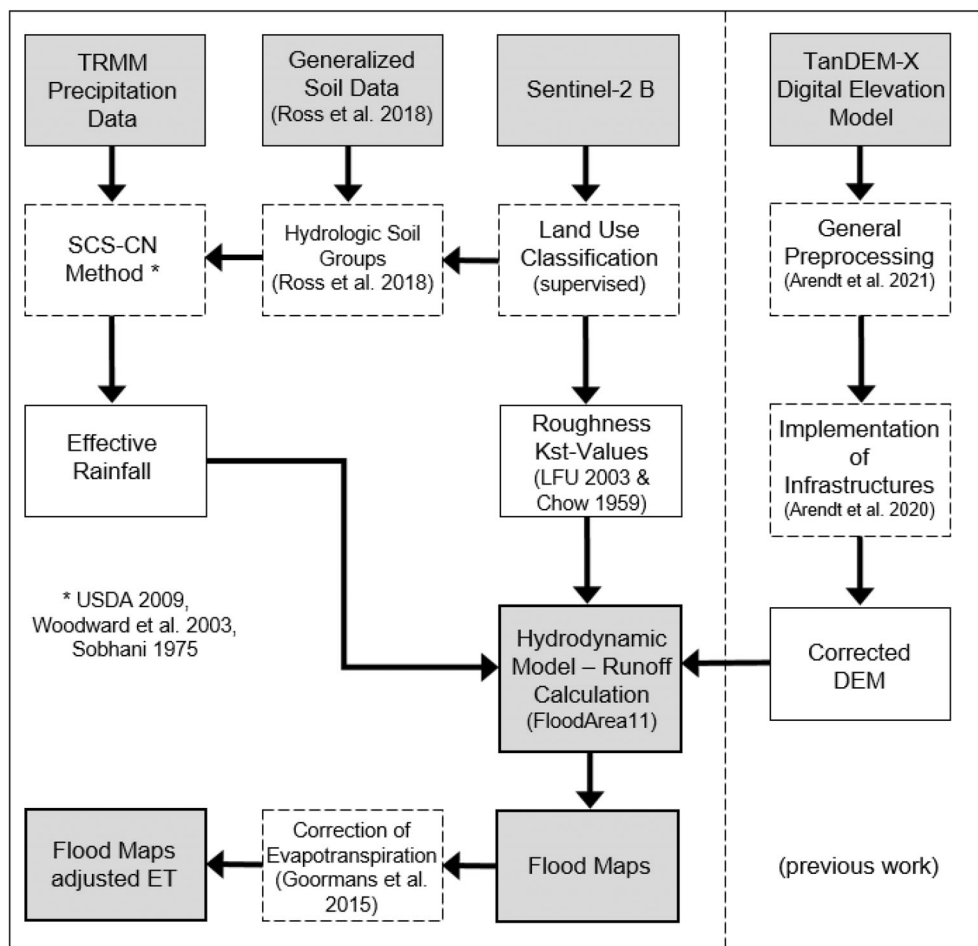 TRMM
Precipitation
Data
Generalized
Soil Data
(Ross et al. 2018)
Sentinel-2 B
TanDEM-X
Digital Elevation
Model
SCS-CN
Method *
Hydrologic Soil
Groups
(Ross et al. 2018)
Land Use
Classification
(supervised)
General
Preprocessing
(Arendt et al. 2021)
Effective
Rainfall
Roughness
Kst-Values
(LFU 2003 &
Chow 1959)
Implementation
of
Infrastructures
(Arendt et al. 2020)
* USDA 2009,
Woodward et al. 2003,
Sobhani 1975
Hydrodynamic
Model – Runoff
Calculation
(FloodArea11)
Corrected
DEM
Flood Maps
adjusted ET
Correction of
Evapotranspiration
(Goormans et al.
2015)
Flood Maps
(previous work)